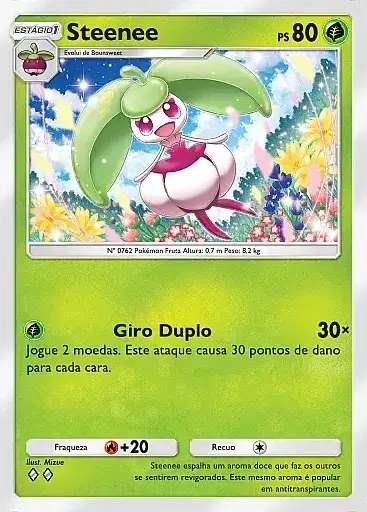 ESTÁGIO 1
Steenee
PS 80
Evolui de Bounsweet
N° 0762 Pokémon Fruta Altura: 0,7 m Peso: 8,2 kg
Giro Duplo 30×
Jogue 2 moedas. Este ataque causa 30 pontos de dano
para cada cara.
Fraqueza +20 Recuo
Ilust. Mizue
Steenee espalha um aroma doce que faz os outros
se sentirem revigorados. Este mesmo aroma é popular
em antitranspirantes.